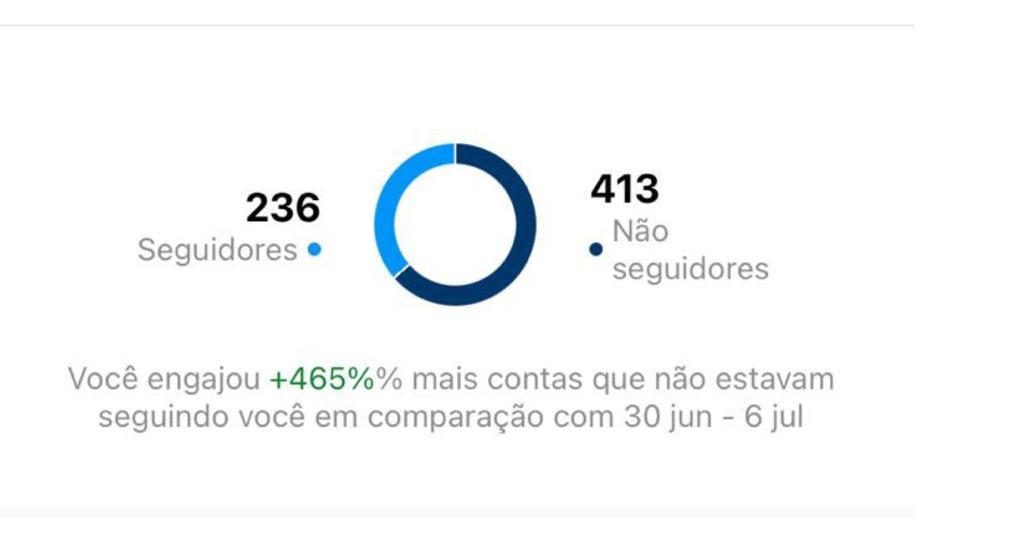 236
Seguidores
413
Não
seguidores
Você engajou +465%% mais contas que não estavam
seguindo você em comparação com 30 jun - 6 jul